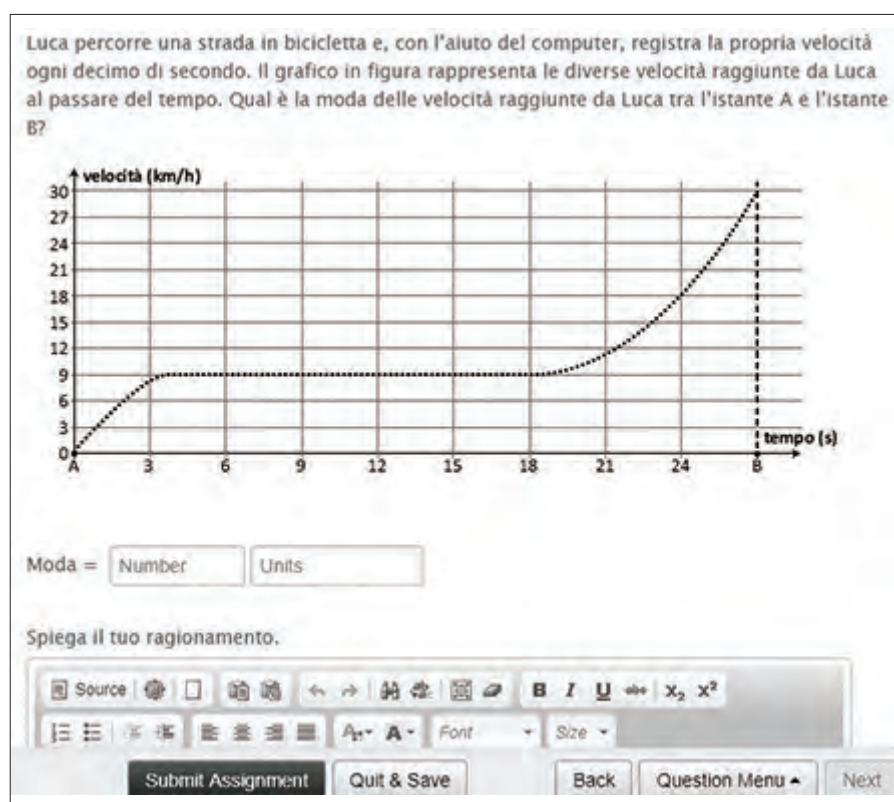 Luca percorre una strada in bicicletta e, con l'aiuto del computer, registra la propria velocità
ogni decimo di secondo. Il grafico in figura rappresenta le diverse velocità raggiunte da Luca
al passare del tempo. Qual è la moda delle velocità raggiunte da Luca tra l'istante A e l'istante
B?
velocità (km/h)
30
27
24
21
18
15
12
9
6
3
0
tempo (s)
A 3 6 9 12 15 18 21 24 B
Moda = Number Units
Spiega il tuo ragionamento.
Source B I U abc X₂ X²
A A Font Size
Submit Assignment Quit & Save Back Question Menu Next